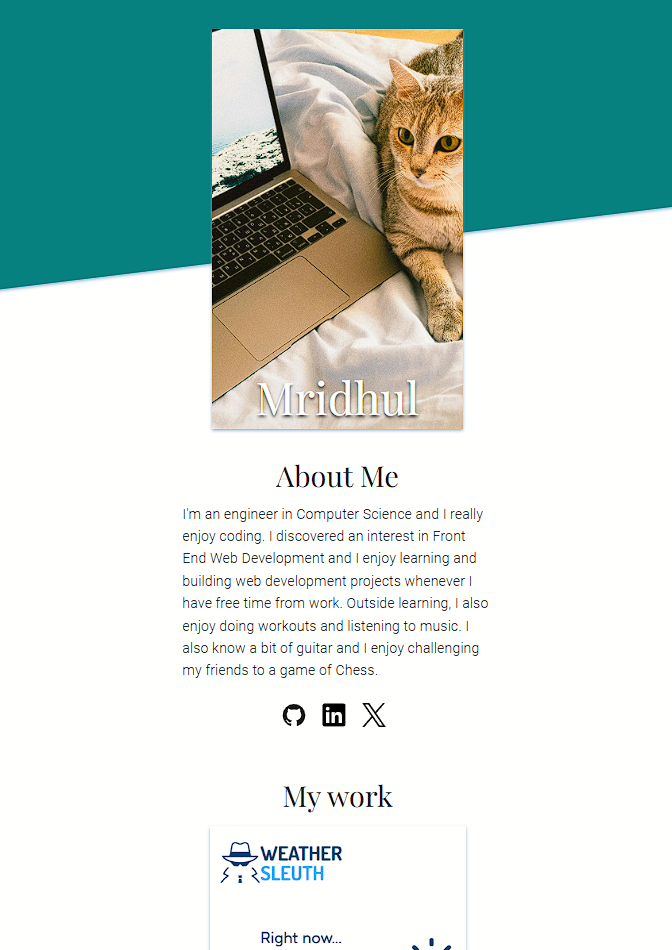 Mridhul
About Me
I'm an engineer in Computer Science and I really
enjoy coding. I discovered an interest in Front
End Web Development and I enjoy learning and
building web development projects whenever I
have free time from work. Outside learning, I also
enjoy doing workouts and listening to music. I
also know a bit of guitar and I enjoy challenging
my friends to a game of Chess.
in
My work
WEATHER
SLEUTH
Right now...